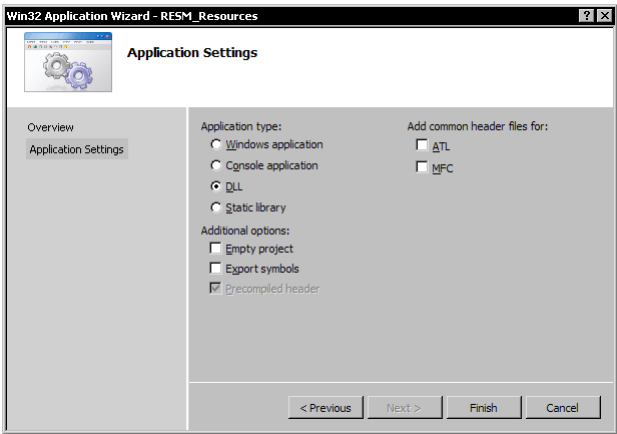 Win32 Application Wizard - RESM_Resources
Application Settings
Overview
Application Settings
Application type:
Windows application
Console application
DLL
Static library
Additional options:
Empty project
Export symbols
Precompiled header
Add common header files for:
ATL
MFC
< Previous
Next >
Finish
Cancel